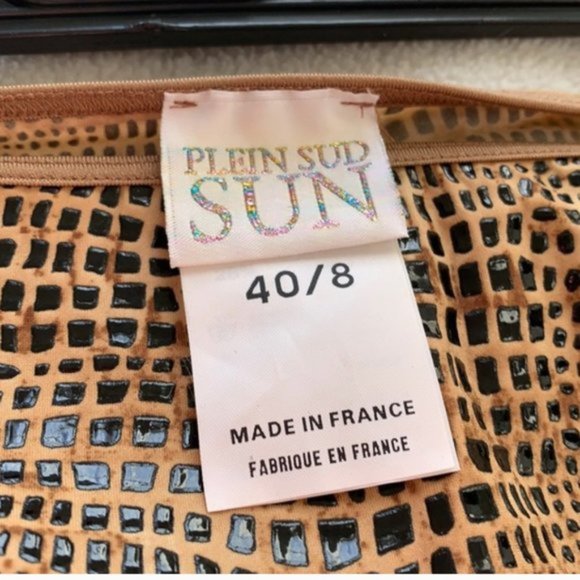 PLEIN SUD
SUN
40/8
MADE IN FRANCE
FABRIQUE EN FRANCE